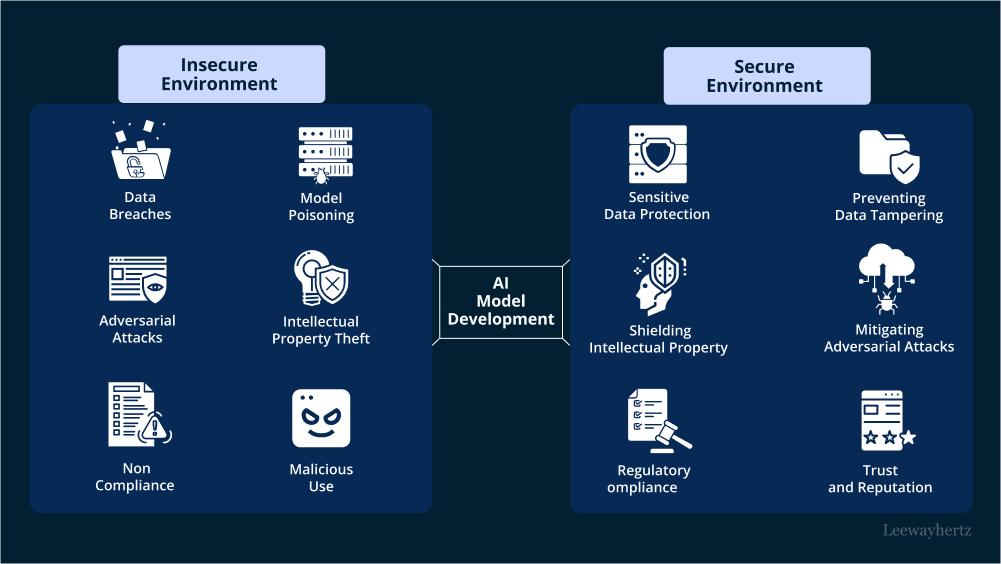 Insecure
Environment
Data
Breaches
Model
Poisoning
Adversarial
Attacks
Intellectual
Property Theft
Non
Compliance
Malicious
Use
AI
Model
Development
Secure
Environment
Sensitive
Data Protection
Preventing
Data Tampering
Shielding
Intellectual Property
Mitigating
Adversarial Attacks
Regulatory
ompliance
Trust
and Reputation
Leewayhertz